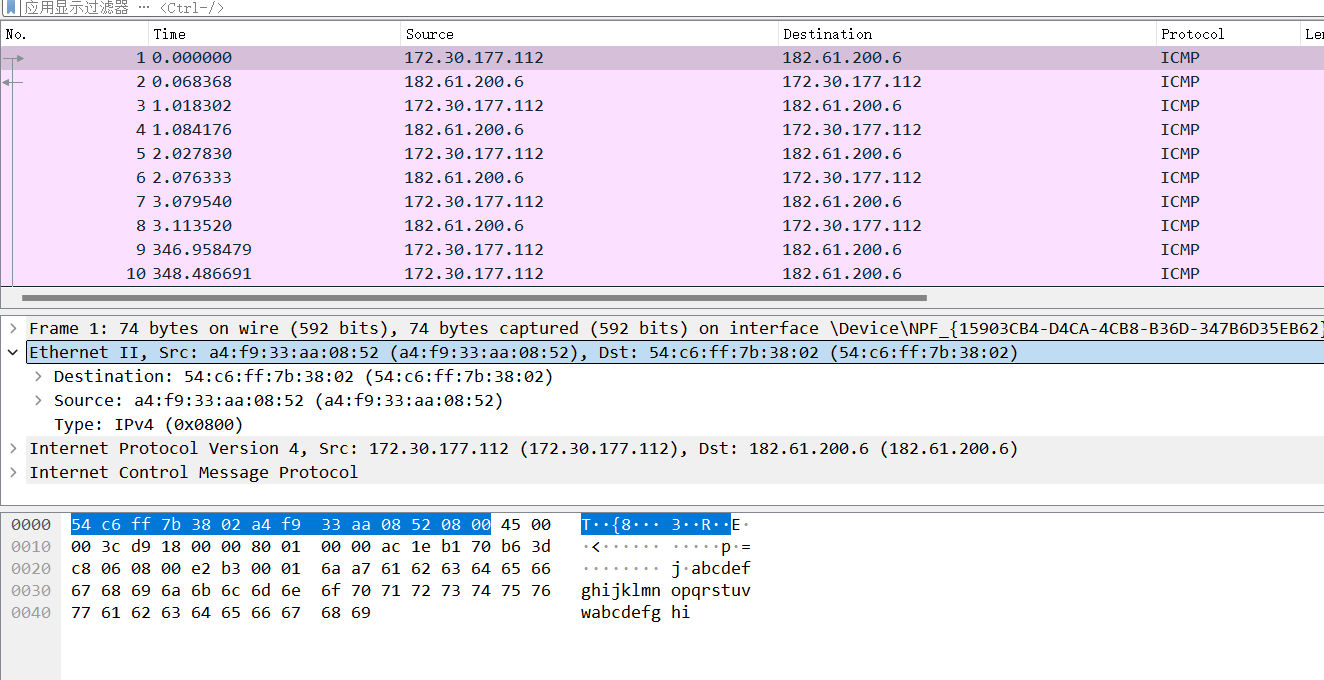 应用显示过滤器 … <Ctrl-/>
No. Time Source Destination Protocol
1 0.000000 172.30.177.112 182.61.200.6 ICMP
2 0.068368 182.61.200.6 172.30.177.112 ICMP
3 1.018302 172.30.177.112 182.61.200.6 ICMP
4 1.084176 182.61.200.6 172.30.177.112 ICMP
5 2.027830 172.30.177.112 182.61.200.6 ICMP
6 2.076333 182.61.200.6 172.30.177.112 ICMP
7 3.079540 172.30.177.112 182.61.200.6 ICMP
8 3.113520 182.61.200.6 172.30.177.112 ICMP
9 346.958479 172.30.177.112 182.61.200.6 ICMP
10 348.486691 172.30.177.112 182.61.200.6 ICMP
Frame 1: 74 bytes on wire (592 bits), 74 bytes captured (592 bits) on interface \Device\NPF_{15903CB4-D4CA-4CB8-B36D-347B6D35EB62}
Ethernet II, Src: a4:f9:33:aa:08:52 (a4:f9:33:aa:08:52), Dst: 54:c6:ff:7b:38:02 (54:c6:ff:7b:38:02)
Destination: 54:c6:ff:7b:38:02 (54:c6:ff:7b:38:02)
Source: a4:f9:33:aa:08:52 (a4:f9:33:aa:08:52)
Type: IPv4 (0x0800)
Internet Protocol Version 4, Src: 172.30.177.112 (172.30.177.112), Dst: 182.61.200.6 (182.61.200.6)
Internet Control Message Protocol
0000 54 c6 ff 7b 38 02 a4 f9 33 aa 08 52 08 00 45 00 T··{8··· 3··R··E·
0010 00 3c d9 18 00 00 80 01 00 00 ac 1e b1 70 b6 3d ·<······ ·····p·=
0020 c8 06 08 00 e2 b3 00 01 6a a7 61 62 63 64 65 66 ········ j·abcdef
0030 67 68 69 6a 6b 6c 6d 6e 6f 70 71 72 73 74 75 76 ghijklmn opqrstuv
0040 77 61 62 63 64 65 66 67 68 69 wabcdefg hi